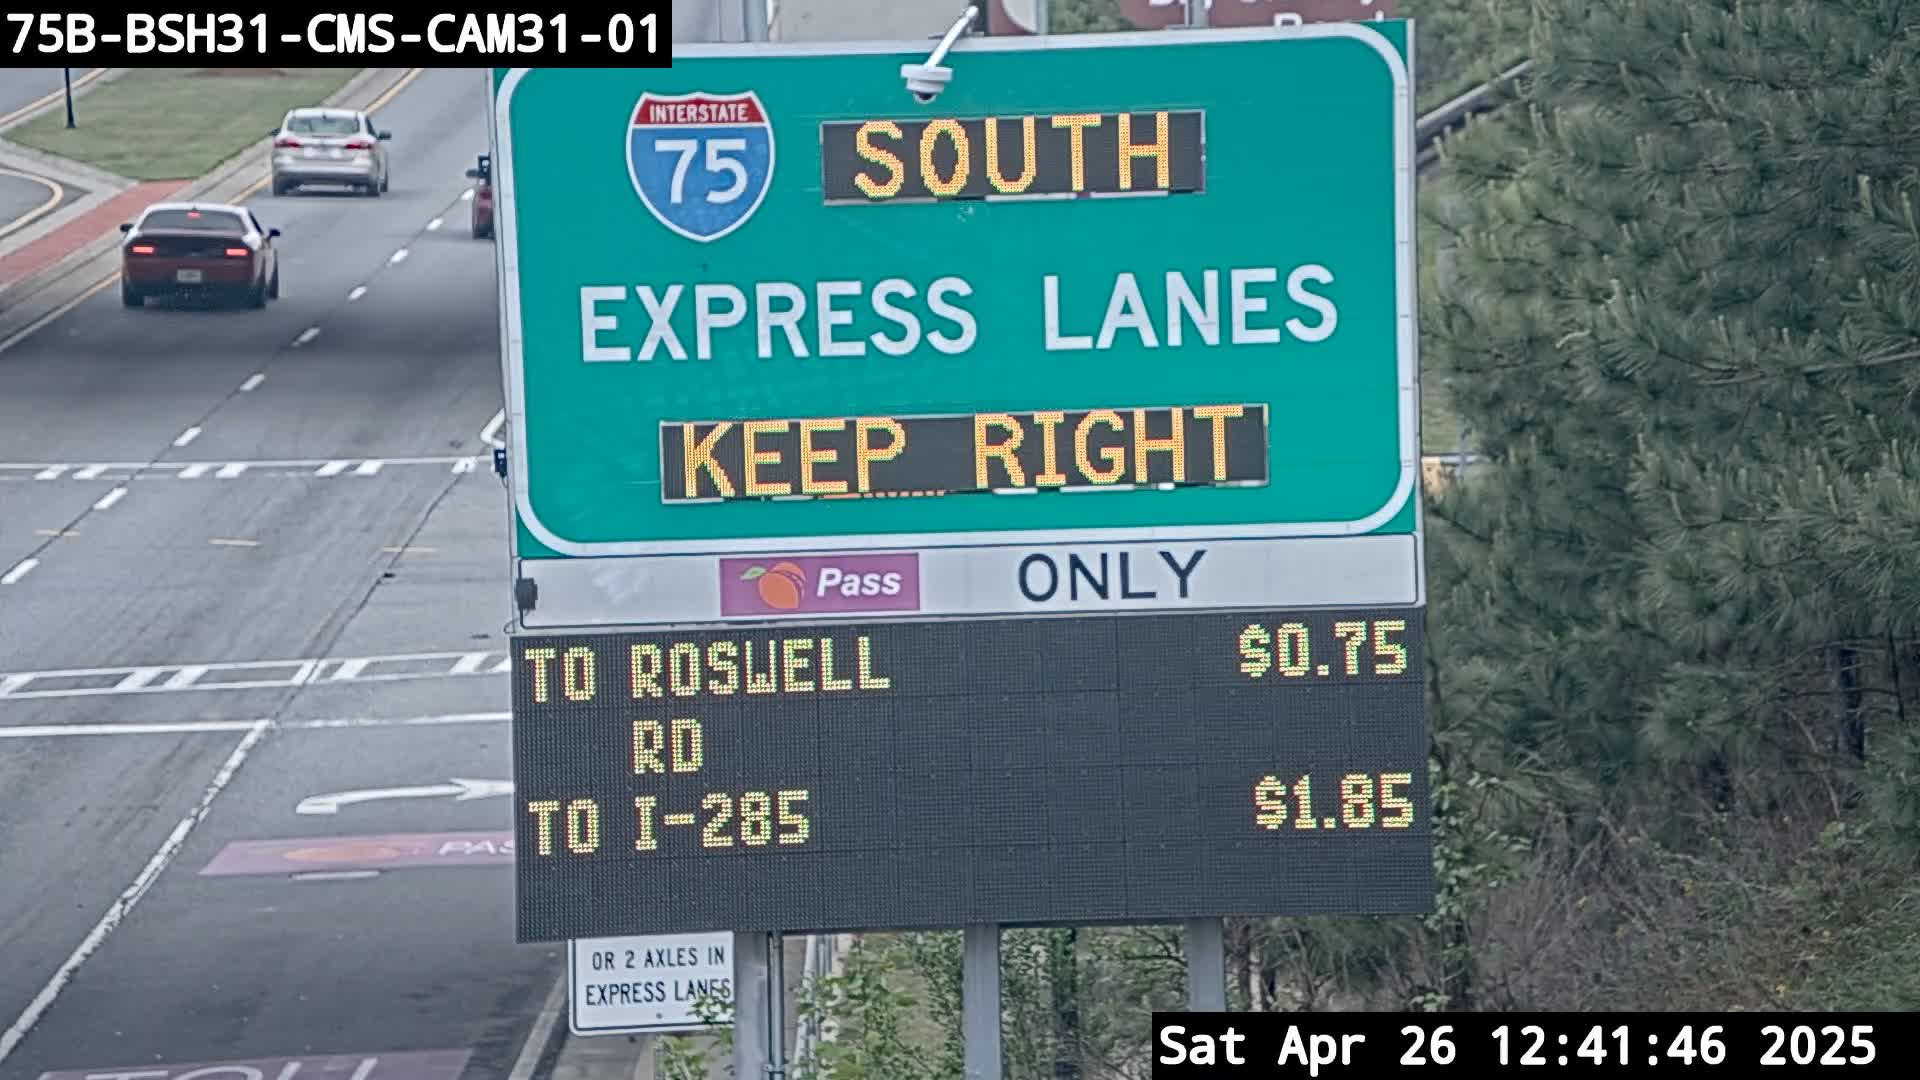 75B-BSH31-CMS-CAM31-01
INTERSTATE
75
SOUTH
EXPRESS LANES
KEEP RIGHT
Pass ONLY
TO ROSWELL $0.75
RD
TO I-285 $1.85
OR 2 AXLES IN
EXPRESS LANES
Sat Apr 26 12:41:46 2025